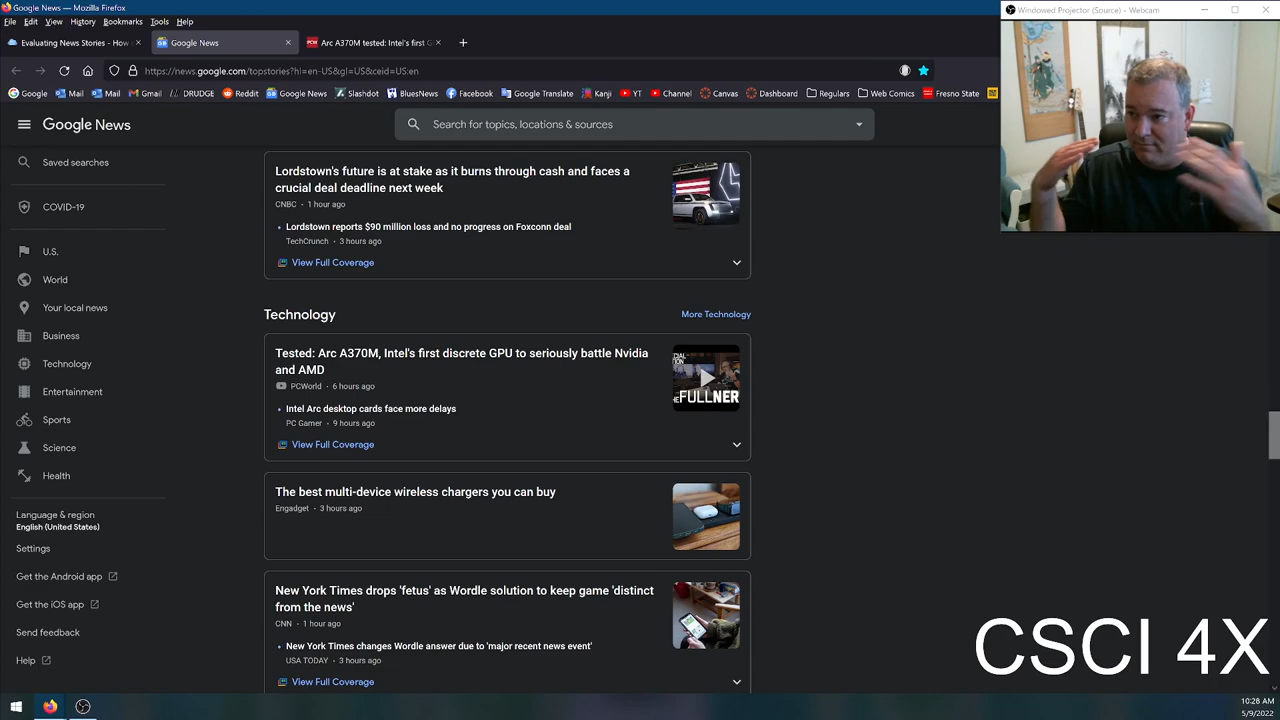 Google News — Mozilla Firefox
File Edit View History Bookmarks Tools Help
Evaluating News Stories - How
Google News
https://news.google.com/topstories?hl=en-US&gl=US&ceid=US:en
Google Mail Mail Gmail DRUDGE Reddit Google News Facebook Google Translate Kanji YT Channel Canvas Dashboard Regulars Web Comics Fresno State
Windowed Projector (Source) - Webcam
Google News
Search for topics, locations & sources
Saved searches
COVID-19
U.S.
World
Your local news
Business
Technology
Entertainment
Sports
Science
Health
Language & region
English (United States)
Settings
Get the Android app
Get the iOS app
Send feedback
Help
Lordstown's future is at stake as it burns through cash and faces a
crucial deal deadline next week
CNBC • 1 hour ago
• Lordstown reports $90 million loss and no progress on Foxconn deal
TechCrunch • 3 hours ago
View Full Coverage
Technology
More Technology
Tested: Arc A370M, Intel's first discrete GPU to seriously battle Nvidia
and AMD
PCWorld • 6 hours ago
• Intel Arc desktop cards face more delays
PC Gamer • 9 hours ago
View Full Coverage
FULLNER
The best multi-device wireless chargers you can buy
Engadget • 3 hours ago
New York Times drops 'fetus' as Wordle solution to keep game 'distinct
from the news'
CNN • 1 hour ago
• New York Times changes Wordle answer due to 'major recent news event'
USA TODAY • 3 hours ago
View Full Coverage
CSCI 4X
10:28 AM
5/9/2022